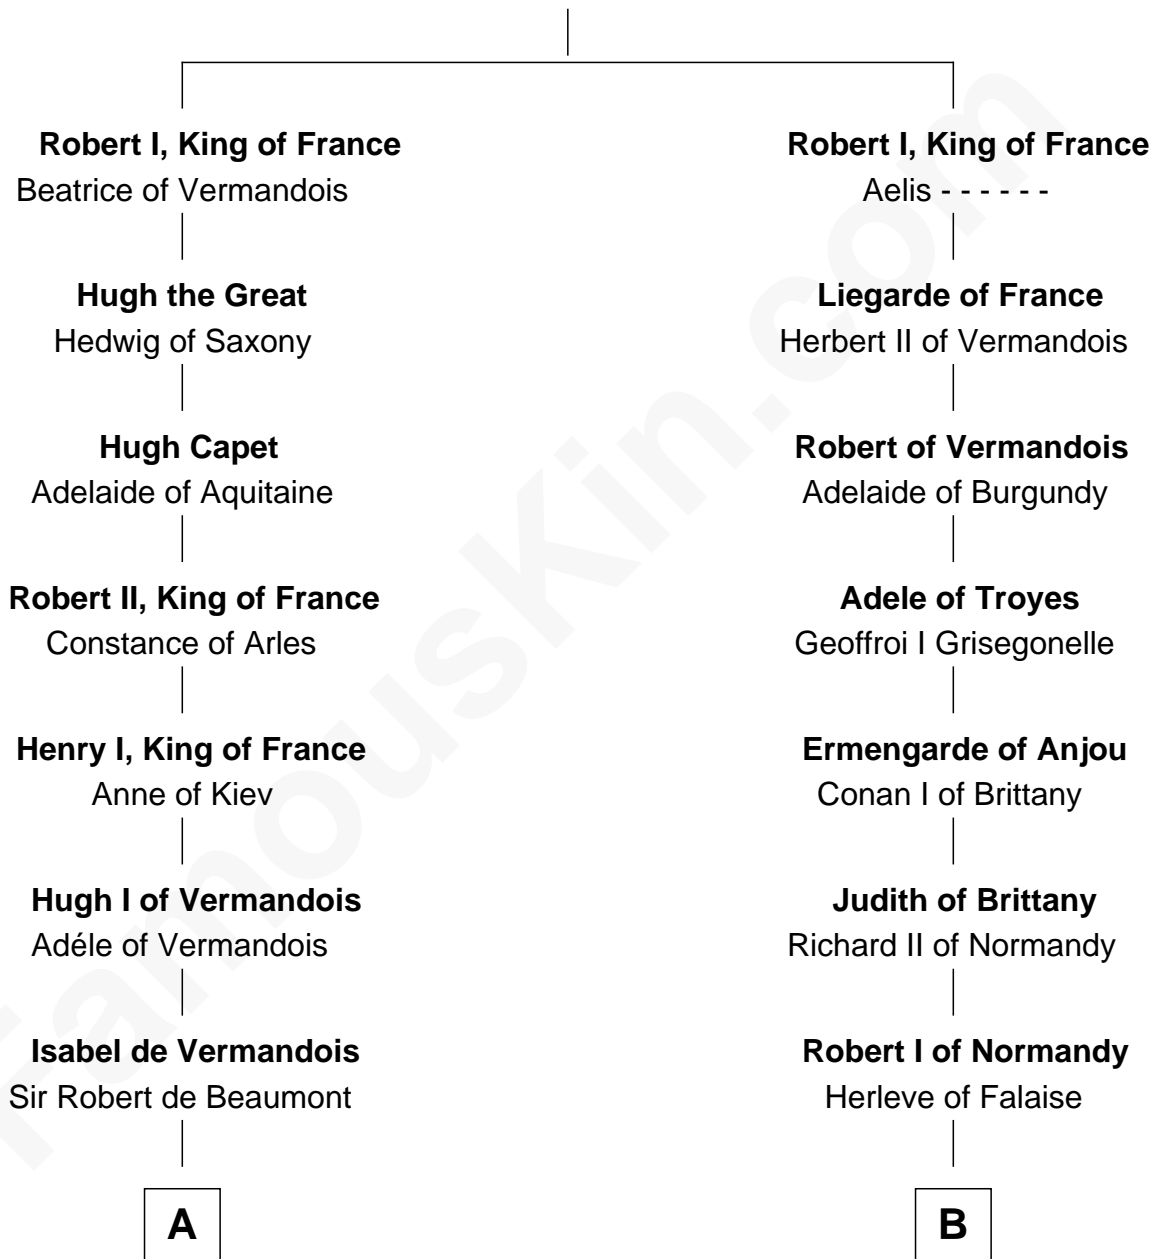 Robert I, King of France
Beatrice of Vermandois
Hugh the Great
Hedwig of Saxony
Hugh Capet
Adelaide of Aquitaine
Robert II, King of France
Constance of Arles
Henry I, King of France
Anne of Kiev
Hugh I of Vermandois
Adéle of Vermandois
Isabel de Vermandois
Sir Robert de Beaumont
A
Robert I, King of France
Aelis - - - - - -
Liegarde of France
Herbert II of Vermandois
Robert of Vermandois
Adelaide of Burgundy
Adele of Troyes
Geoffroi I Grisegonelle
Ermengarde of Anjou
Conan I of Brittany
Judith of Brittany
Richard II of Normandy
Robert I of Normandy
Herleve of Falaise
B
FamousKin.com